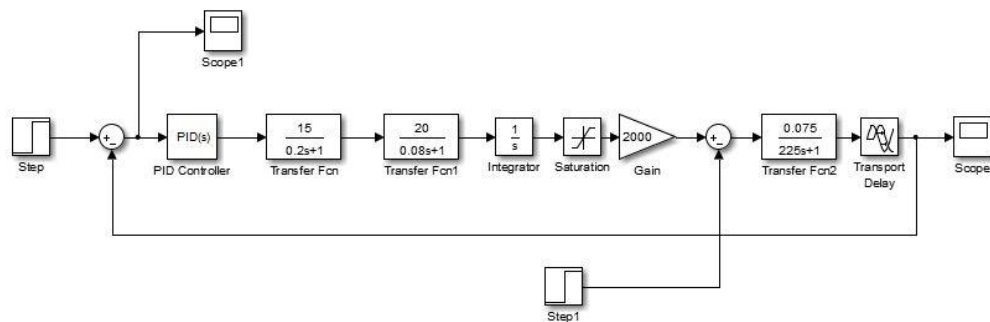 Scope1
Step
+
−
PID(s)
PID Controller
15
0.2s+1
Transfer Fcn
20
0.08s+1
Transfer Fcn1
1
s
Integrator
Saturation
2000
Gain
+
−
0.075
225s+1
Transfer Fcn2
Transport
Delay
Scope
Step1